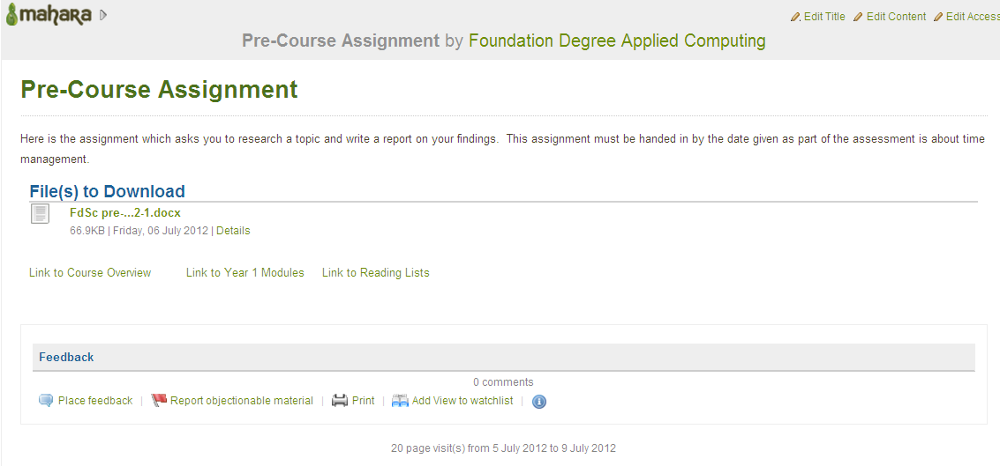 mahara
Edit Title Edit Content Edit Access
Pre-Course Assignment by Foundation Degree Applied Computing
Pre-Course Assignment
Here is the assignment which asks you to research a topic and write a report on your findings. This assignment must be handed in by the date given as part of the assessment is about time
management.
File(s) to Download
FdSc pre-...2-1.docx
66.9KB | Friday, 06 July 2012 | Details
Link to Course Overview Link to Year 1 Modules Link to Reading Lists
Feedback
0 comments
Place feedback | Report objectionable material | Print | Add View to watchlist |
20 page visit(s) from 5 July 2012 to 9 July 2012